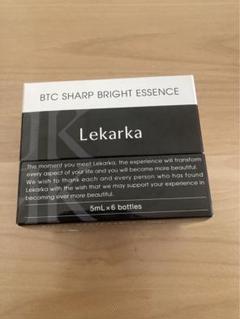 BTC SHARP BRIGHT ESSENCE
Lekarka
The moment you meet Lekarka, the experience will transform
every aspect of your life and you will become more beautiful.
We wish to thank each and every person who has found
Lekarka with the wish that we may support your experience in
becoming ever more beautiful.
5mL×6 bottles